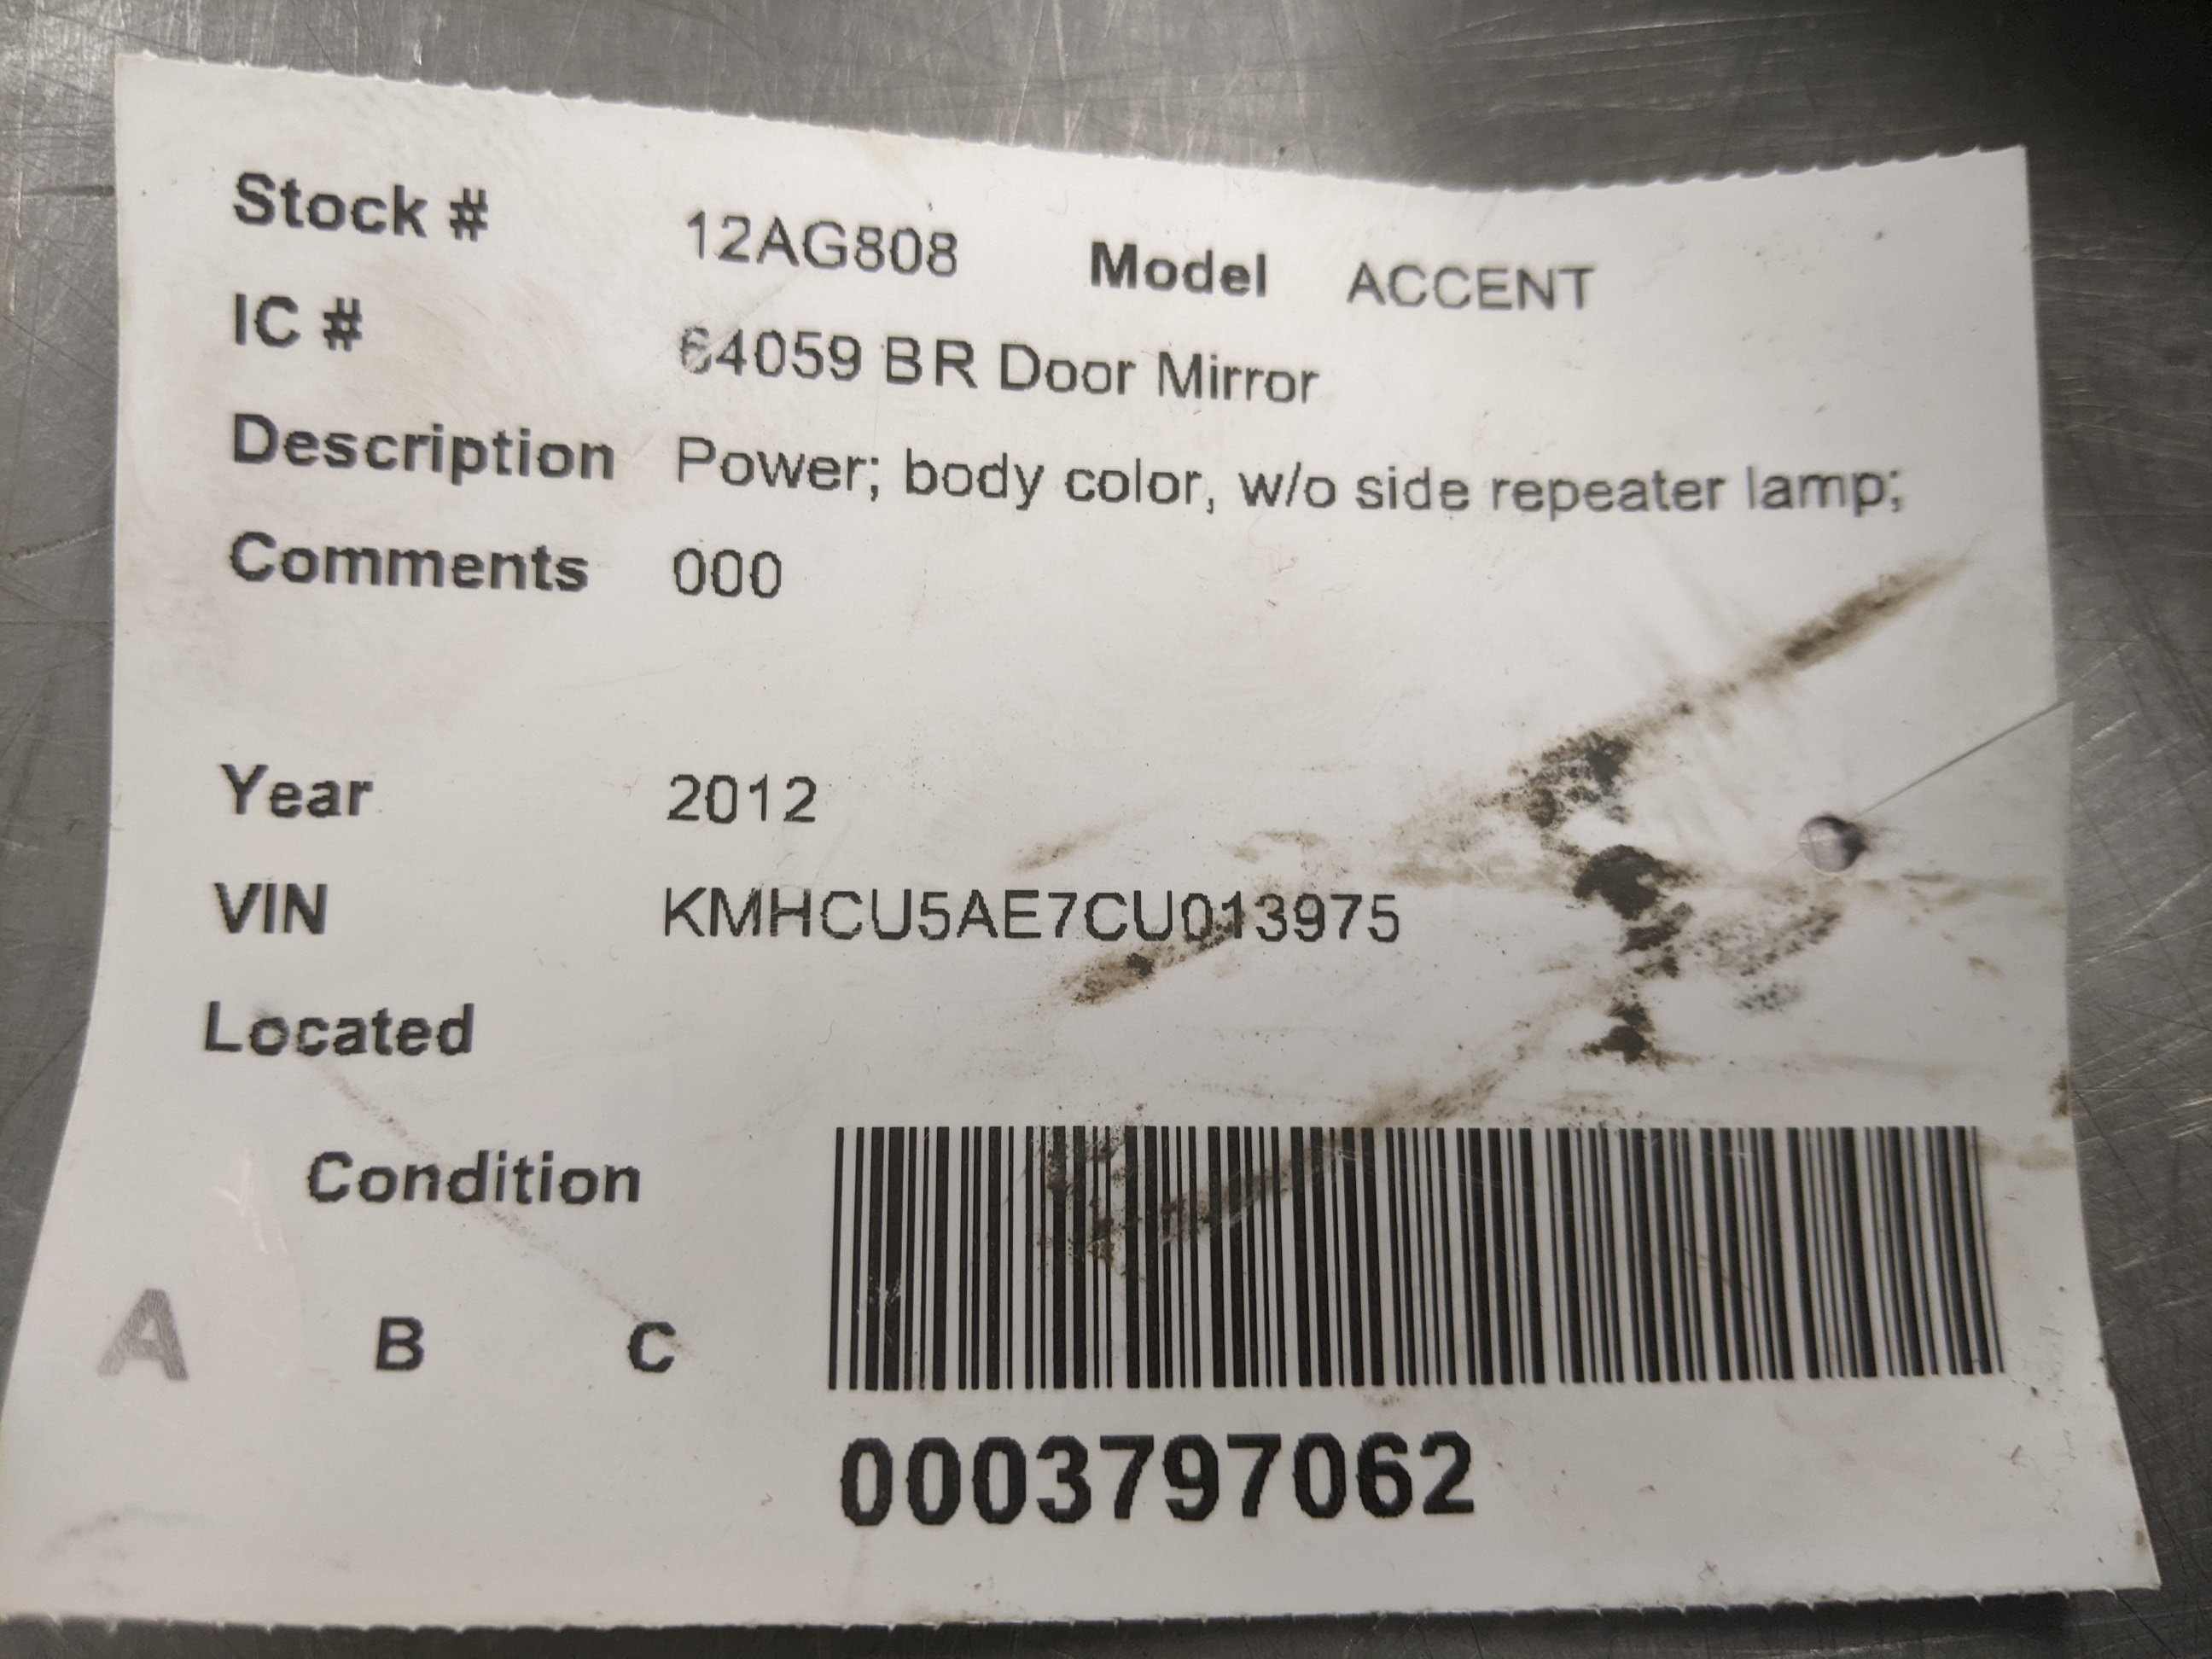 Stock # 12AG808 Model ACCENT
IC # 64059 BR Door Mirror
Description Power; body color, w/o side repeater lamp;
Comments 000
Year 2012
VIN KMHCU5AE7CU013975
Located
Condition
A B C
0003797062